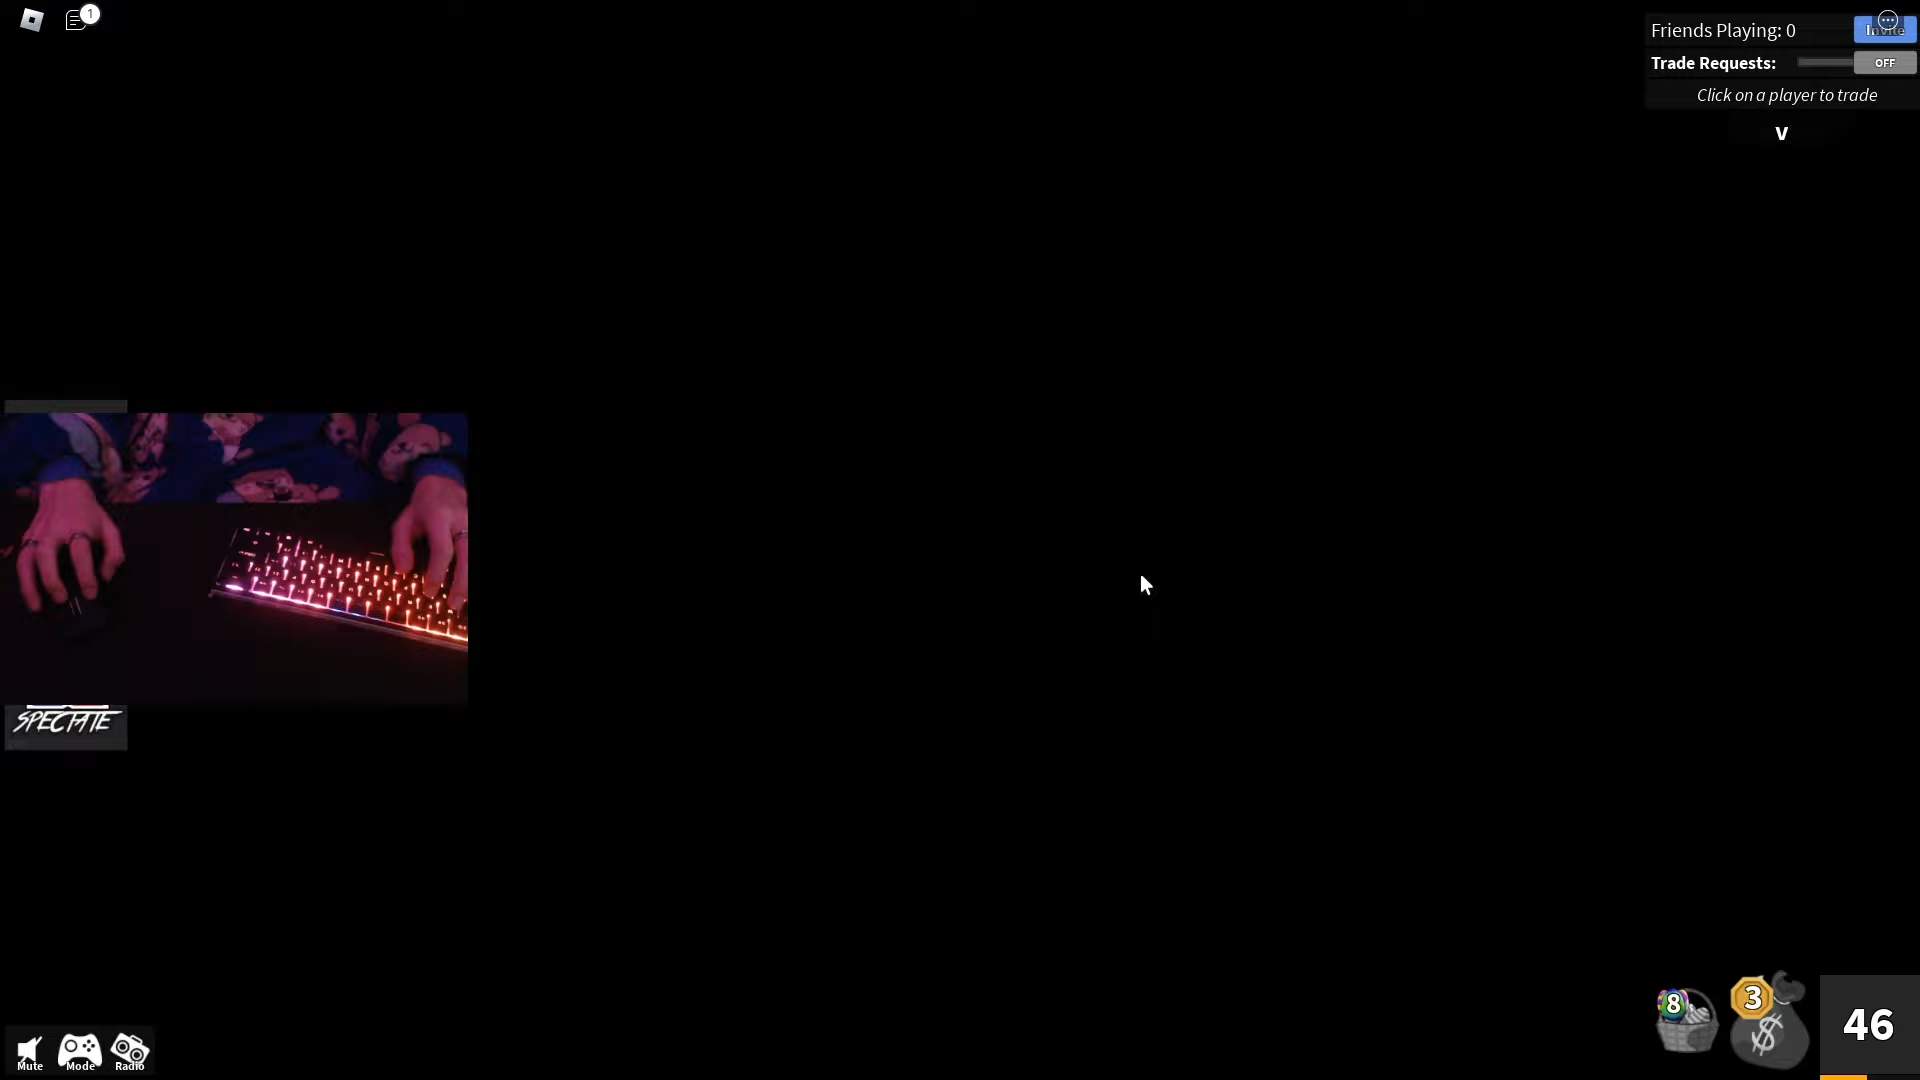 1
Friends Playing: 0
Trade Requests:
OFF
Click on a player to trade
V
SPECTATE
8
3
46
Mute
Mode
Radio